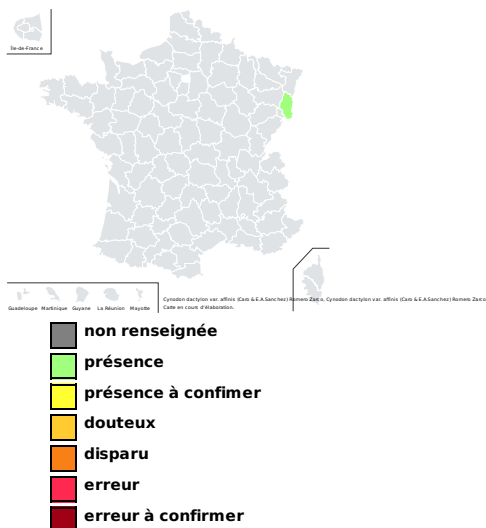 Île-de-France
Guadeloupe Martinique Guyane La Réunion Mayotte
Cynodon dactylon var. affinis (Caro & E.A.Sanchez) Romero Zarco, Cynodon dactylon var. affinis (Caro & E.A.Sanchez) Romero Zarco
Carte en cours d'élaboration.
non renseignée
présence
présence à confimer
douteux
disparu
erreur
erreur à confirmer